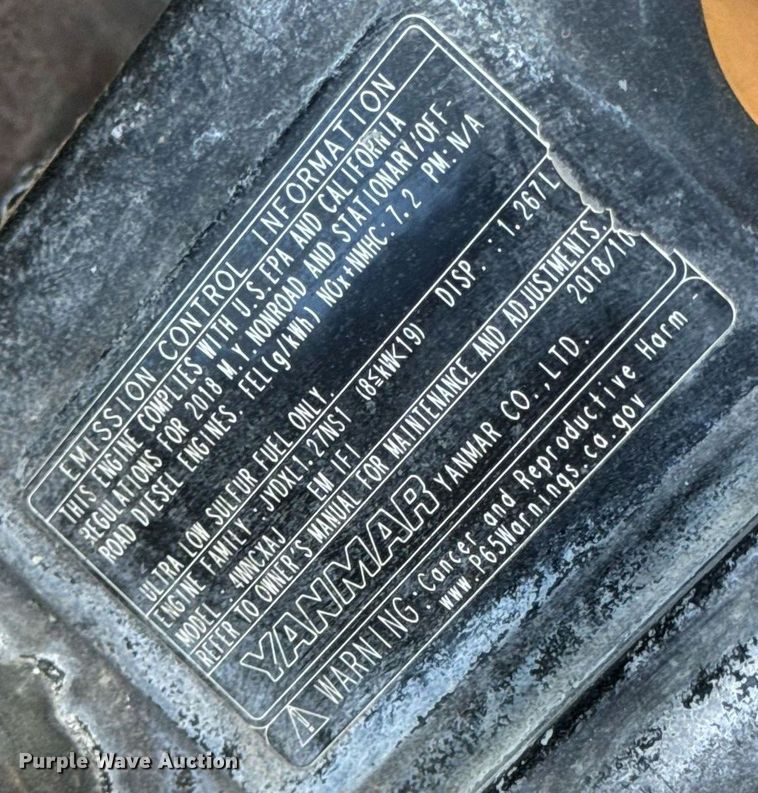 EMISSION CONTROL INFORMATION
THIS ENGINE COMPLIES WITH U.S.EPA AND CALIFORNIA
REGULATIONS FOR 2018 M.Y. NONROAD AND STATIONARY/OFF-
ROAD DIESEL ENGINES. FEL(g/kWh) NOx+NMHC:7.2 PM:N/A
ULTRA LOW SULFUR FUEL ONLY.
ENGINE FAMILY : JYDXL1.27NS1 (8≦kW<19) DISP. : 1.267L
MODEL : 4WNCXAJ EM IFI
REFER TO OWNER'S MANUAL FOR MAINTENANCE AND ADJUSTMENTS.
YANMAR YANMAR CO.,LTD. 2018/10
⚠ WARNING: Cancer and Reproductive Harm -
www.P65Warnings.ca.gov
Purple Wave Auction